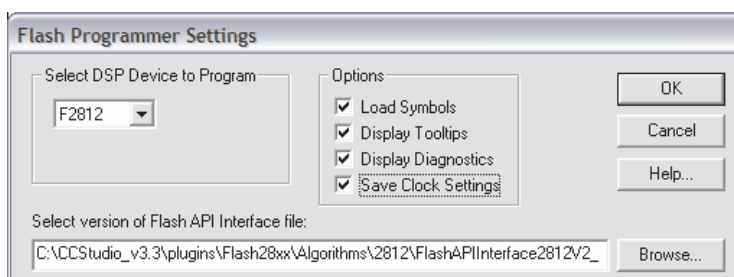 Flash Programmer Settings
Select DSP Device to Program
F2812
Options
Load Symbols
Display Tooltips
Display Diagnostics
Save Clock Settings
OK
Cancel
Help...
Select version of Flash API Interface file:
C:\CCStudio_v3.3\plugins\Flash28xx\Algorithms\2812\FlashAPIInterface2812V2_
Browse...